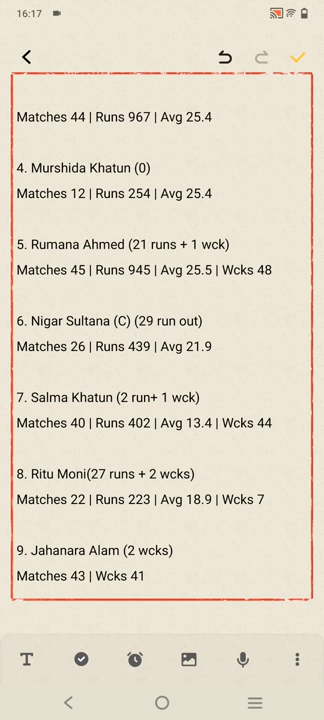 16:17
Matches 44 | Runs 967 | Avg 25.4
4. Murshida Khatun (0)
Matches 12 | Runs 254 | Avg 25.4
5. Rumana Ahmed (21 runs + 1 wck)
Matches 45 | Runs 945 | Avg 25.5 | Wcks 48
6. Nigar Sultana (C) (29 run out)
Matches 26 | Runs 439 | Avg 21.9
7. Salma Khatun (2 run+ 1 wck)
Matches 40 | Runs 402 | Avg 13.4 | Wcks 44
8. Ritu Moni(27 runs + 2 wcks)
Matches 22 | Runs 223 | Avg 18.9 | Wcks 7
9. Jahanara Alam (2 wcks)
Matches 43 | Wcks 41
T